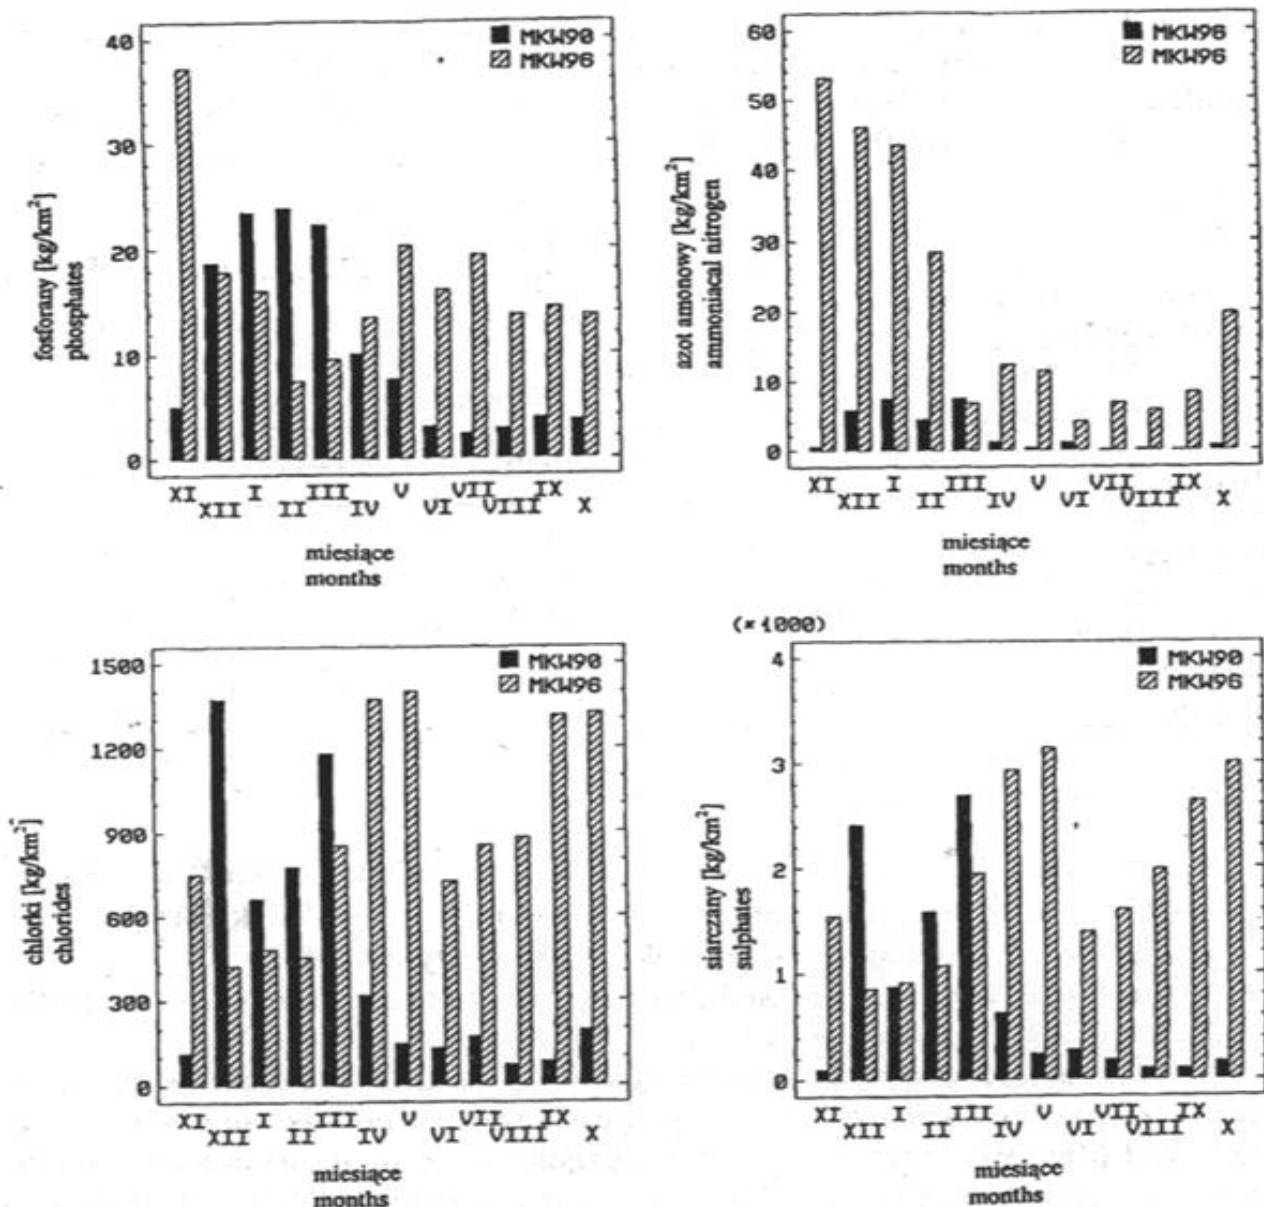 fosforany [kg/km²]
phosphates
40
30
20
10
0
MKW90
MKW96
XI XII I II III IV V VI VII VIII IX X
miesiące
months
azot amonowy [kg/km²]
ammoniacal nitrogen
60
50
40
30
20
10
0
MKW96
MKW96
XI XII I II III IV V VI VII VIII IX X
miesiące
months
chlorki [kg/km²]
chlorides
1500
1200
900
600
300
0
MKW90
MKW96
XI XII I II III IV V VI VII VIII IX X
miesiące
months
(×1000)
siarczany [kg/km²]
sulphates
4
3
2
1
0
MKW90
MKW96
XI XII I II III IV V VI VII VIII IX X
miesiące
months